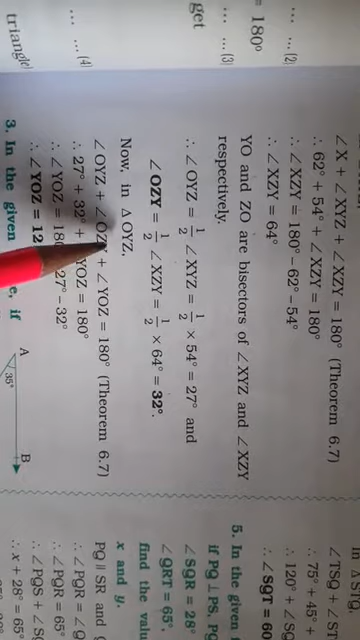 ... ... (2)
= 180°
... ... (3)
get
... ... (4)
triangle
∠X + ∠XYZ + ∠XZY = 180° (Theorem 6.7)
∴ 62° + 54° + ∠XZY = 180°
∴ ∠XZY = 180° – 62° – 54°
∴ ∠XZY = 64°
YO and ZO are bisectors of ∠XYZ and ∠XZY
respectively.
∴ ∠OYZ = 1/2 ∠XYZ = 1/2 × 54° = 27° and
∠OZY = 1/2 ∠XZY = 1/2 × 64° = 32°.
Now, in Δ OYZ,
∠OYZ + ∠OZY + ∠YOZ = 180° (Theorem 6.7)
∴ 27° + 32° + YOZ = 180°
∴ ∠YOZ = 180 27° – 32°
∴ ∠YOZ = 12
3. In the given e, if
A
B
35°
in Δ STQ,
∠TSQ + ∠ST
∴ 75° + 45° +
∴ 120° + ∠S
∴ ∠SQT = 60
5. In the given
if PQ ⊥ PS, PQ
∠SQR = 28°
∠QRT = 65°,
find the valu
x and y.
PQ || SR and
∴ ∠PQR = ∠Q
∴ ∠PQR = 65°
∴ ∠PQS + ∠S
∴ x + 28° = 65°